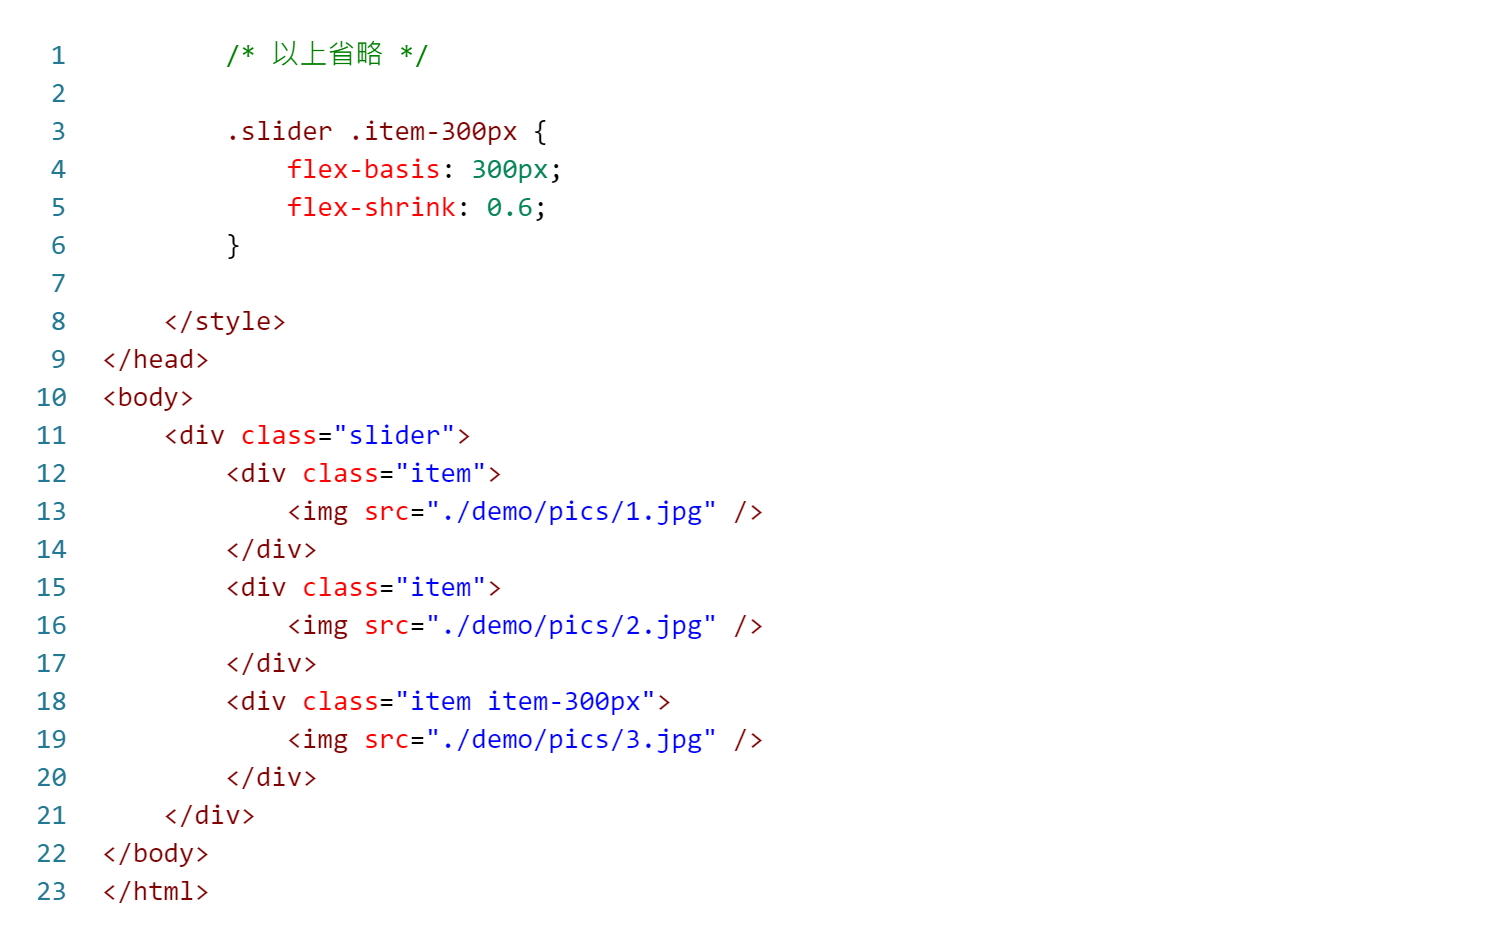 1 /* 以上省略 */
2
3 .slider .item-300px {
4 flex-basis: 300px;
5 flex-shrink: 0.6;
6 }
7
8 </style>
9 </head>
10 <body>
11 <div class="slider">
12 <div class="item">
13 <img src="./demo/pics/1.jpg" />
14 </div>
15 <div class="item">
16 <img src="./demo/pics/2.jpg" />
17 </div>
18 <div class="item item-300px">
19 <img src="./demo/pics/3.jpg" />
20 </div>
21 </div>
22 </body>
23 </html>